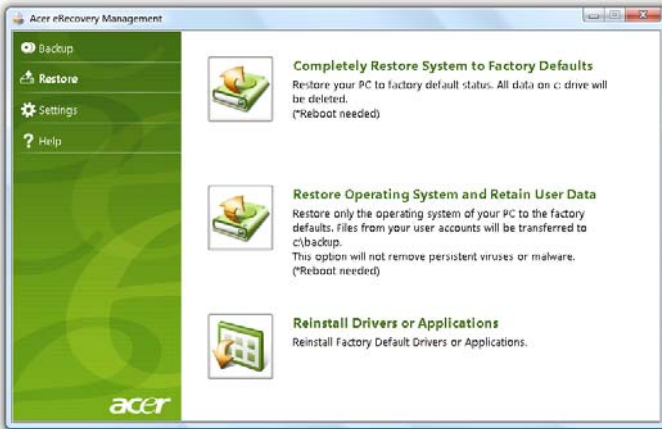 Acer eRecovery Management
Backup
Restore
Settings
? Help
acer
Completely Restore System to Factory Defaults
Restore your PC to factory default status. All data on c: drive will
be deleted.
(*Reboot needed)
Restore Operating System and Retain User Data
Restore only the operating system of your PC to the factory
defaults. Files from your user accounts will be transferred to
c:\backup.
This option will not remove persistent viruses or malware.
(*Reboot needed)
Reinstall Drivers or Applications
Reinstall Factory Default Drivers or Applications.